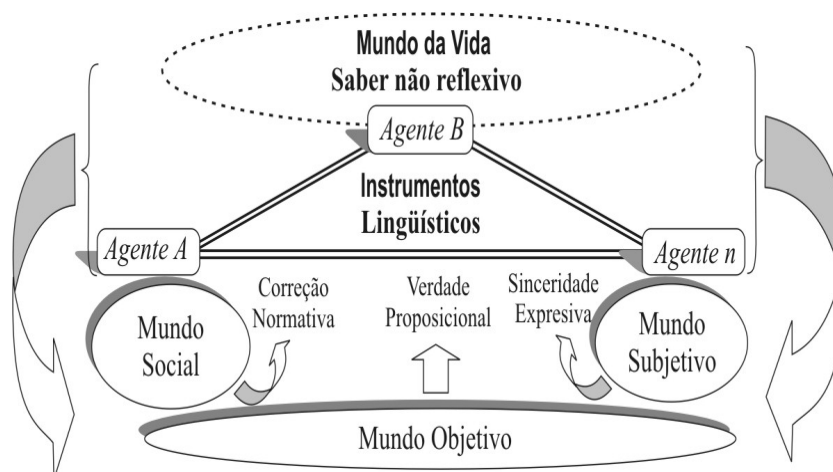 Mundo da Vida
Saber não reflexivo
Agente B
Instrumentos
Lingüísticos
Agente A
Agente n
Correção
Normativa
Verdade
Proposicional
Sinceridade
Expresiva
Mundo
Social
Mundo
Subjetivo
Mundo Objetivo